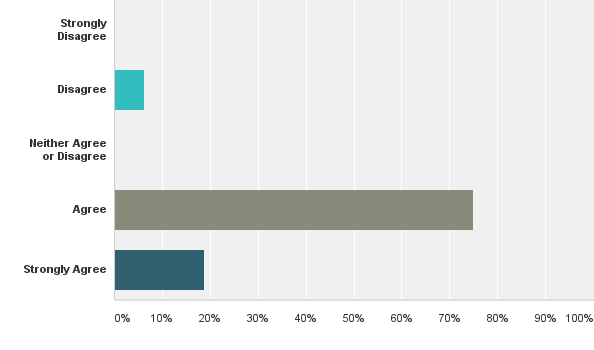 Strongly
Disagree
Disagree
Neither Agree
or Disagree
Agree
Strongly Agree
0% 10% 20% 30% 40% 50% 60% 70% 80% 90% 100%